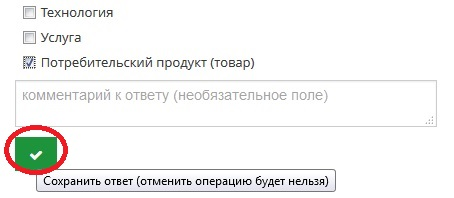 Технология
Услуга
Потребительский продукт (товар)
комментарий к ответу (необязательное поле)
Сохранить ответ (отменить операцию будет нельзя)